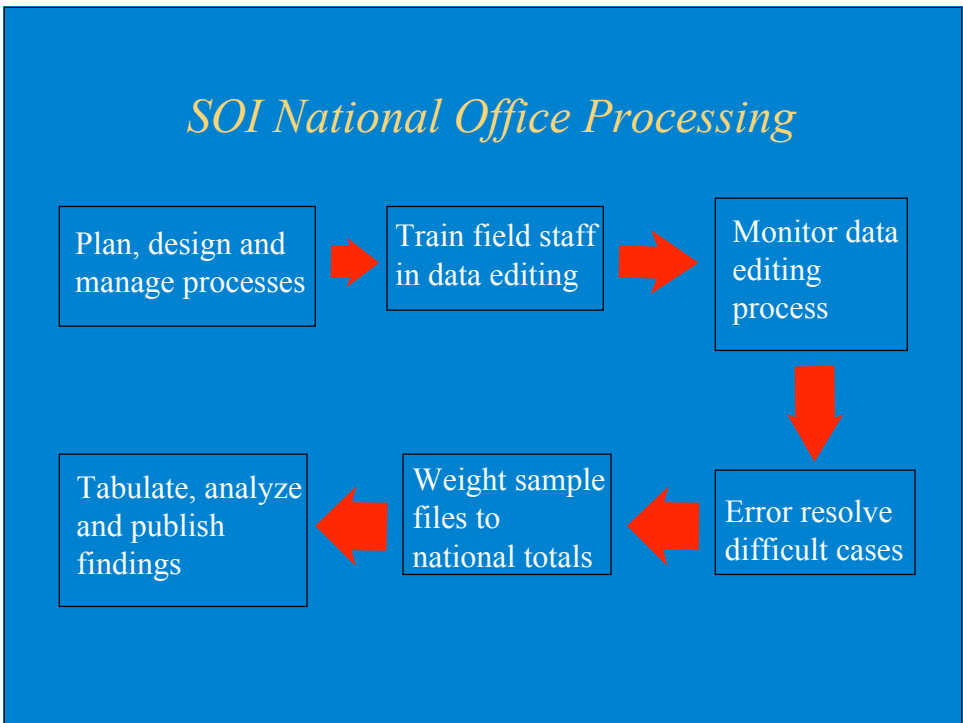 SOI National Office Processing
Plan, design and
manage processes
Train field staff
in data editing
Monitor data
editing
process
Error resolve
difficult cases
Weight sample
files to
national totals
Tabulate, analyze
and publish
findings